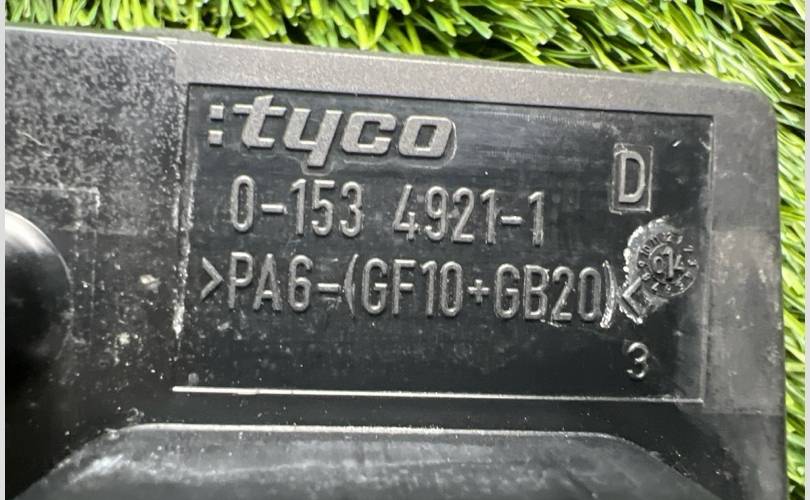 :tyco
D
0-153 4921-1
>PA6-(GF10+GB20)<
3